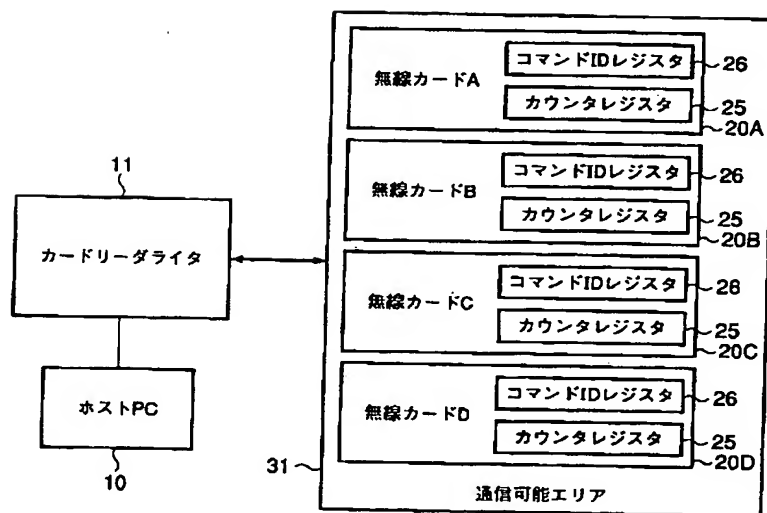 無線カードA
コマンドIDレジスタ
26
カウンタレジスタ
25
20A
無線カードB
コマンドIDレジスタ
26
カウンタレジスタ
25
20B
無線カードC
コマンドIDレジスタ
26
カウンタレジスタ
25
20C
無線カードD
コマンドIDレジスタ
26
カウンタレジスタ
25
20D
11
カードリーダライタ
ホストPC
10
31
通信可能エリア